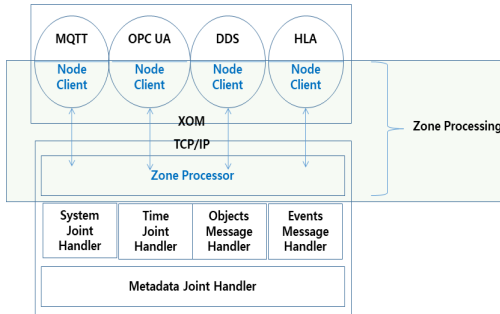 MQTT OPC UA DDS HLA
Node Node Node Node
Client Client Client Client
XOM
Zone Processing
TCP/IP
Zone Processor
System Time Objects Events
Joint Joint Message Message
Handler Handler Handler Handler
Metadata Joint Handler